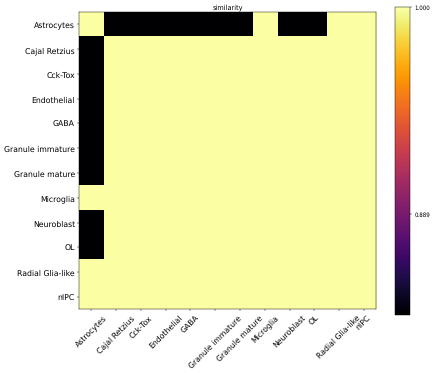 similarity
Astrocytes
Cajal Retzius
Cck-Tox
Endothelial
GABA
Granule immature
Granule mature
Microglia
Neuroblast
OL
Radial Glia-like
nIPC
Astrocytes
Cajal Retzius
Cck-Tox
Endothelial
GABA
Granule immature
Granule mature
Microglia
Neuroblast
OL
Radial Glia-like
nIPC
1.000
0.889